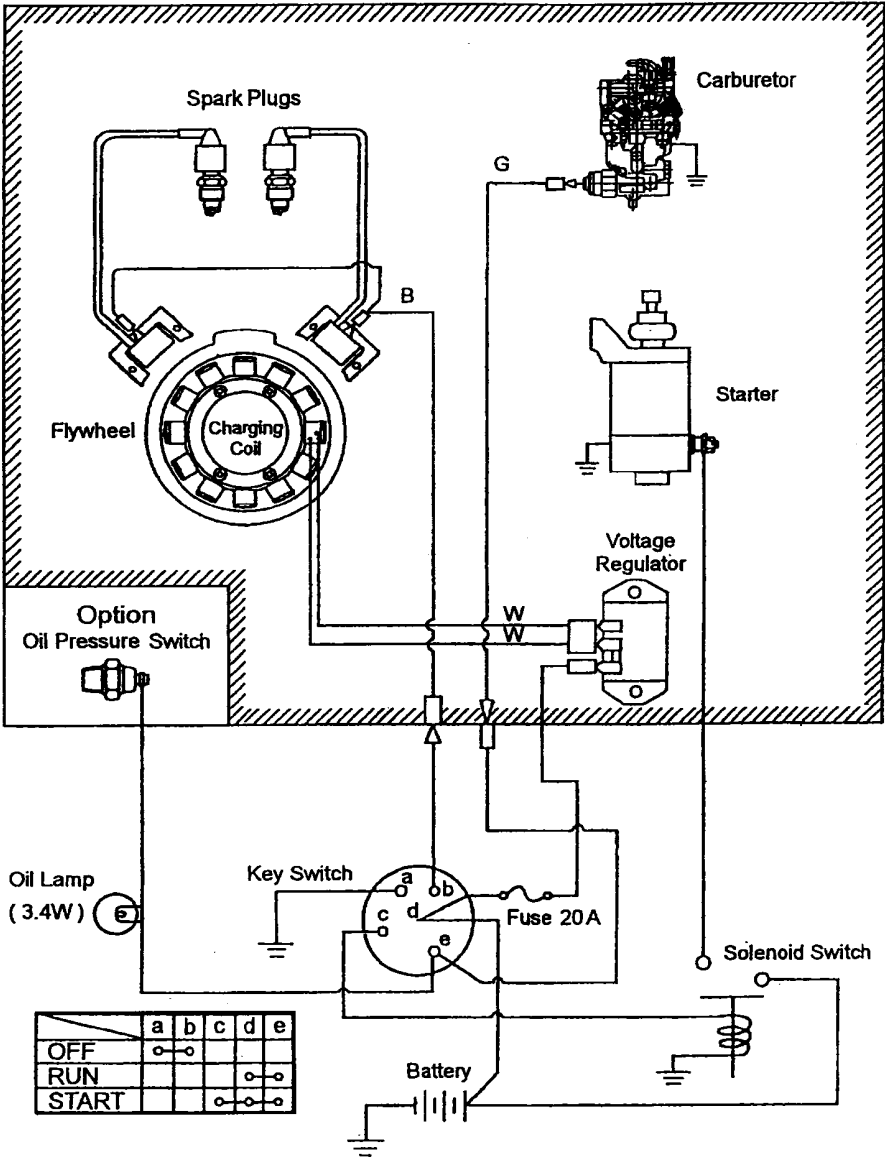 Spark Plugs
Carburetor
G
B
Flywheel
Charging
Coil
Starter
Voltage
Regulator
Option
Oil Pressure Switch
W
W
Oil Lamp
( 3.4W )
Key Switch
a
b
c
d
e
Fuse 20A
Solenoid Switch
a b c d e
OFF
RUN
START
Battery